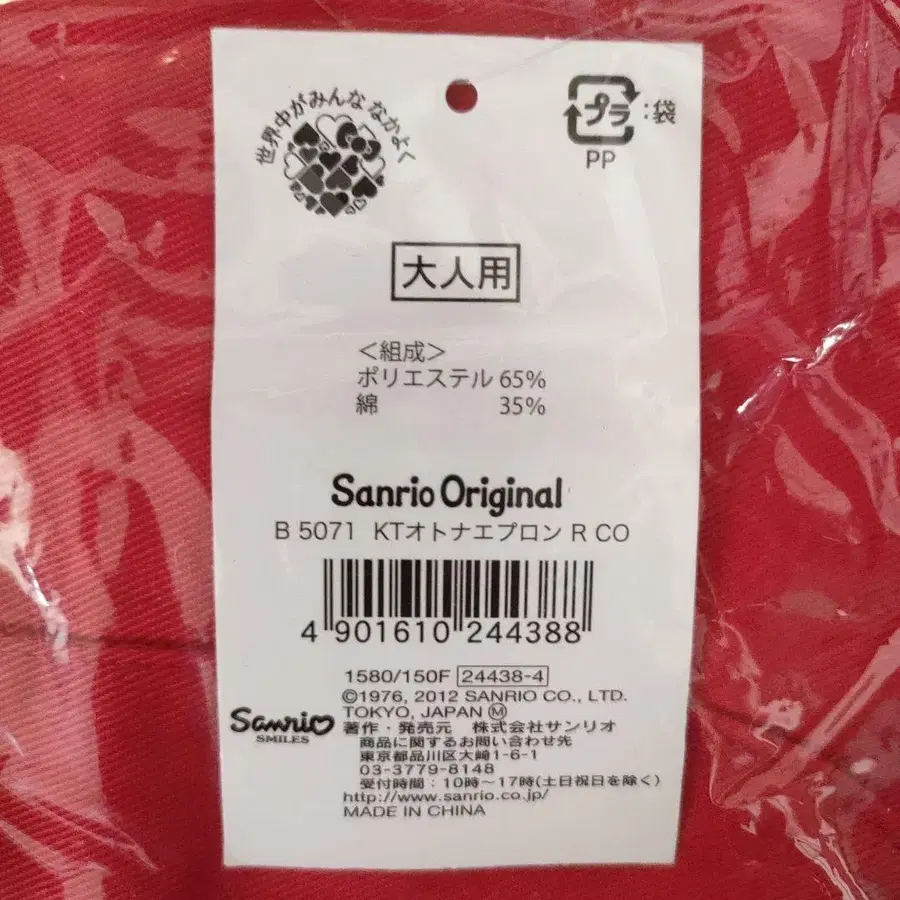 世界中がみんな なかよく
プラ :袋
PP
大人用
＜組成＞
ポリエステル 65%
綿 35%
Sanrio Original
B 5071 KTオトナエプロン R CO
4 901610 244388
1580/150F 24438-4
©1976, 2012 SANRIO CO., LTD.
TOKYO, JAPAN Ⓜ
Sanrio
SMILES
著作・発売元 株式会社サンリオ
商品に関するお問い合わせ先
東京都品川区大崎1-6-1
03-3779-8148
受付時間：10時～17時(土日祝日を除く)
http://www.sanrio.co.jp/
MADE IN CHINA